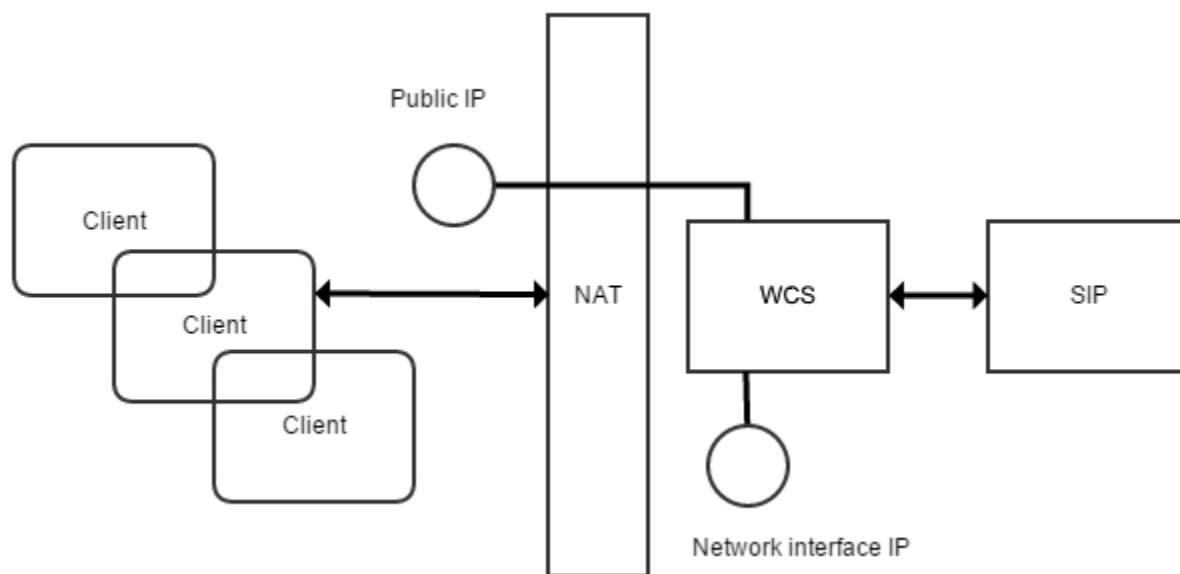 Public IP
Client
Client
Client
NAT
WCS
SIP
Network interface IP